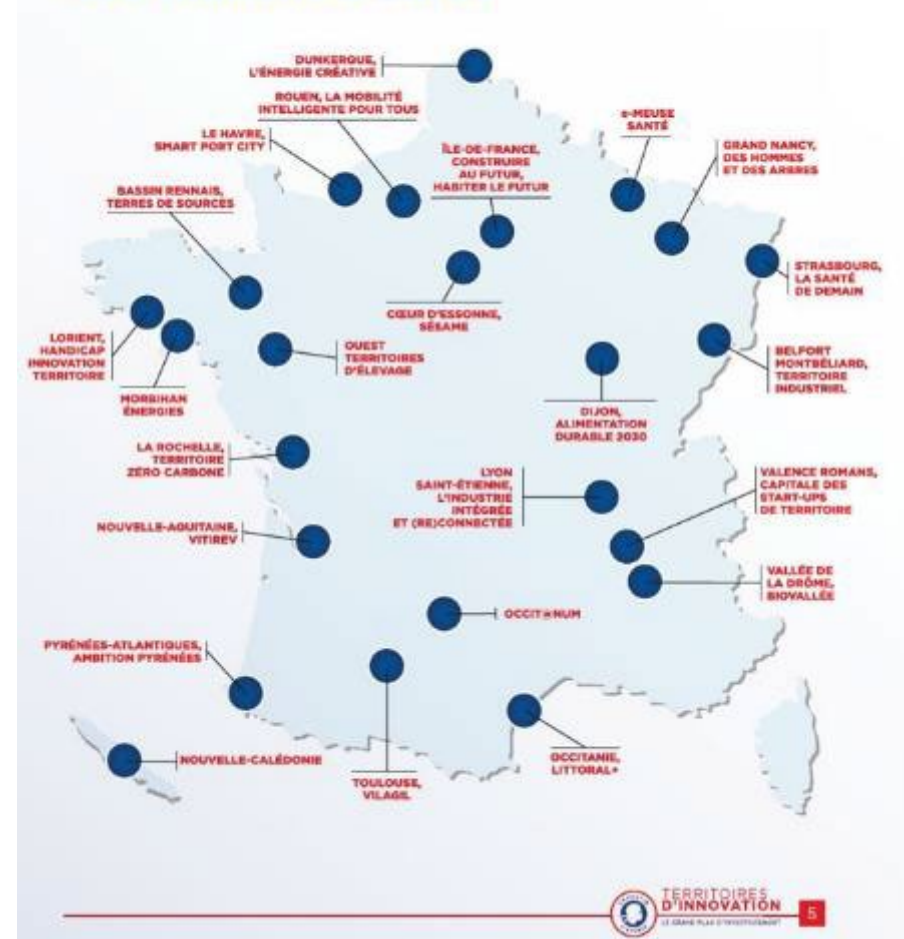 DUNKERQUE,
L'ÉNERGIE CRÉATIVE
ROUEN, LA MOBILITÉ
INTELLIGENTE POUR TOUS
LE HAVRE,
SMART PORT CITY
ÎLE-DE-FRANCE,
CONSTRUIRE
AU FUTUR,
HABITER LE FUTUR
e-MEUSE
SANTÉ
GRAND NANCY,
DES HOMMES
ET DES ARBRES
BASSIN RENNAIS,
TERRES DE SOURCES
STRASBOURG,
LA SANTÉ
DE DEMAIN
CŒUR D'ESSONNE,
SÉSAME
LORIENT,
HANDICAP
INNOVATION
TERRITOIRE
MORBIHAN
ÉNERGIES
OUEST
TERRITOIRES
D'ÉLEVAGE
BELFORT
MONTBÉLIARD,
TERRITOIRE
INDUSTRIEL
DIJON,
ALIMENTATION
DURABLE 2030
LA ROCHELLE,
TERRITOIRE
ZÉRO CARBONE
LYON
SAINT-ÉTIENNE,
L'INDUSTRIE
INTÉGRÉE
ET (RE)CONNECTÉE
VALENCE ROMANS,
CAPITALE DES
START-UPS
DE TERRITOIRE
NOUVELLE-AQUITAINE,
VITIREV
VALLÉE DE
LA DRÔME,
BIOVALLÉE
OCCIT@NUM
PYRÉNÉES-ATLANTIQUES,
AMBITION PYRÉNÉES
NOUVELLE-CALÉDONIE
TOULOUSE,
VILAGIL
OCCITANIE,
LITTORAL+
TERRITOIRES
D'INNOVATION
LE GRAND PLAN D'INVESTISSEMENT
5